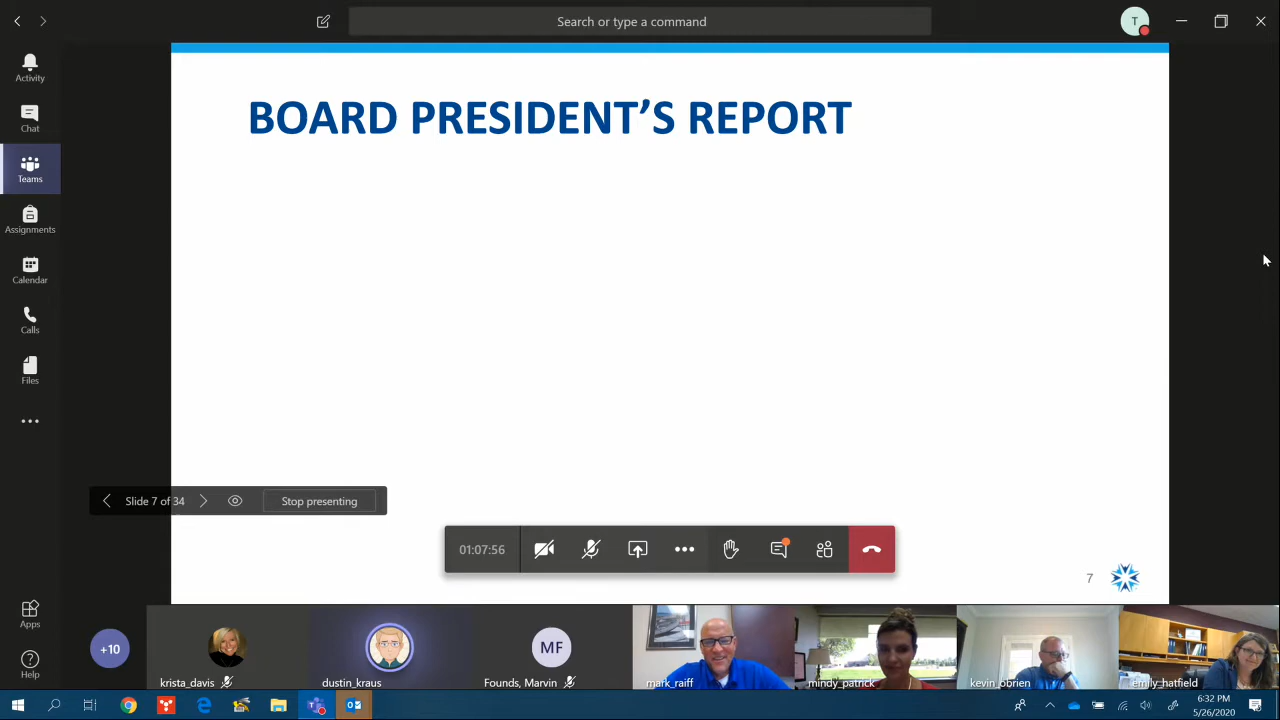 Search or type a command
T
Activity
Chat
Teams
Assignments
Calendar
Calls
Files
Apps
Help
BOARD PRESIDENT'S REPORT
Slide 7 of 34
Stop presenting
01:07:56
7
+10
krista_davis
dustin_kraus
MF
Founds, Marvin
mark_raiff
mindy_patrick
kevin_obrien
emily_hatfield
6:32 PM
5/26/2020